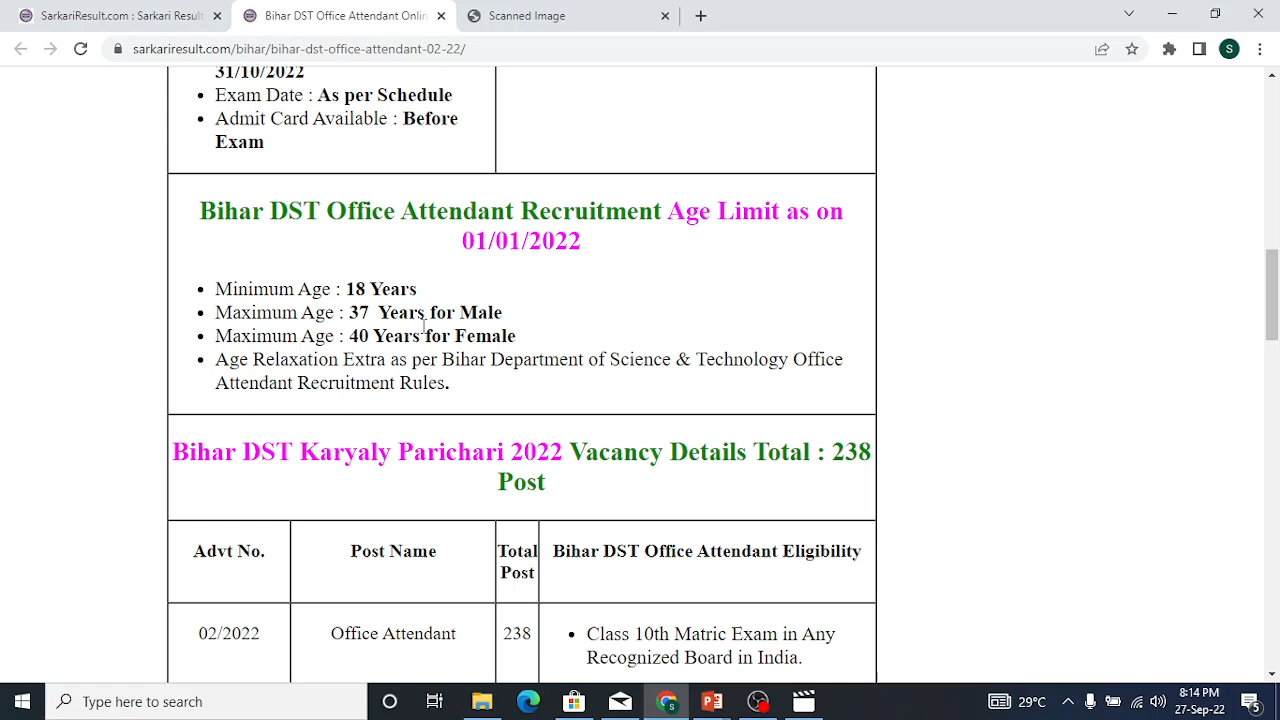 SarkariResult.com : Sarkari Result
Bihar DST Office Attendant Onlin
Scanned Image
sarkariresult.com/bihar/bihar-dst-office-attendant-02-22/
S
31/10/2022
Exam Date : As per Schedule
Admit Card Available : Before
Exam
Bihar DST Office Attendant Recruitment Age Limit as on
01/01/2022
Minimum Age : 18 Years
Maximum Age : 37 Years for Male
Maximum Age : 40 Years for Female
Age Relaxation Extra as per Bihar Department of Science & Technology Office
Attendant Recruitment Rules.
Bihar DST Karyaly Parichari 2022 Vacancy Details Total : 238
Post
Advt No. Post Name Total Bihar DST Office Attendant Eligibility
Post
02/2022 Office Attendant 238 Class 10th Matric Exam in Any
Recognized Board in India.
Type here to search
29°C
8:14 PM
27-Sep-22
5